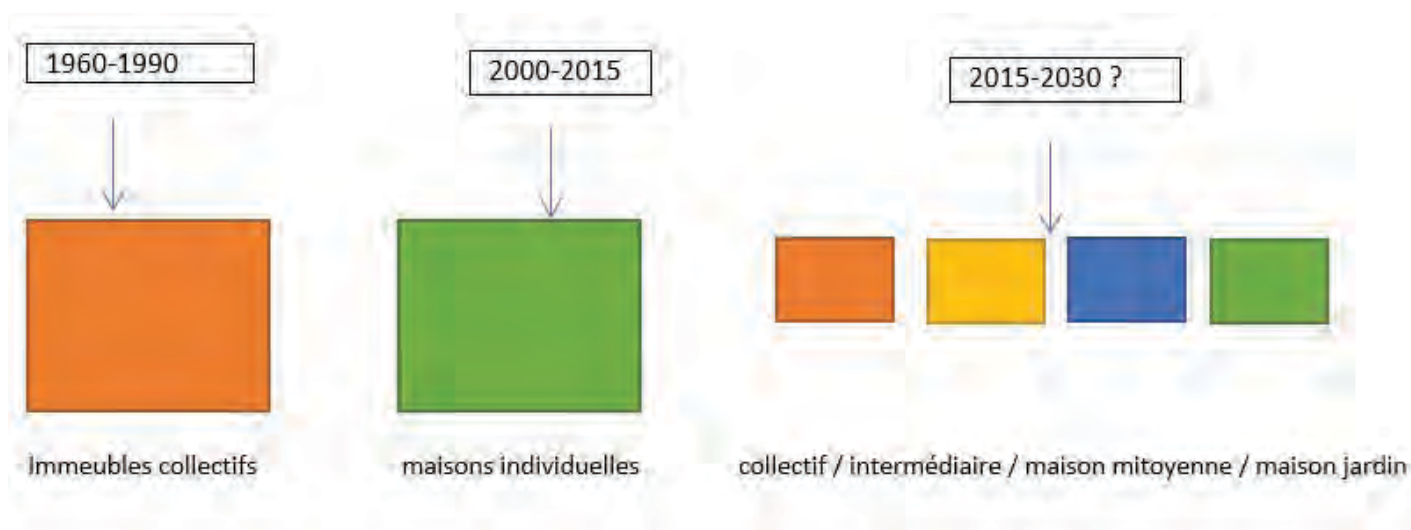 1960-1990
2000-2015
2015-2030 ?
Immeubles collectifs
maisons individuelles
collectif / intermédiaire / maison mitoyenne / maison jardin